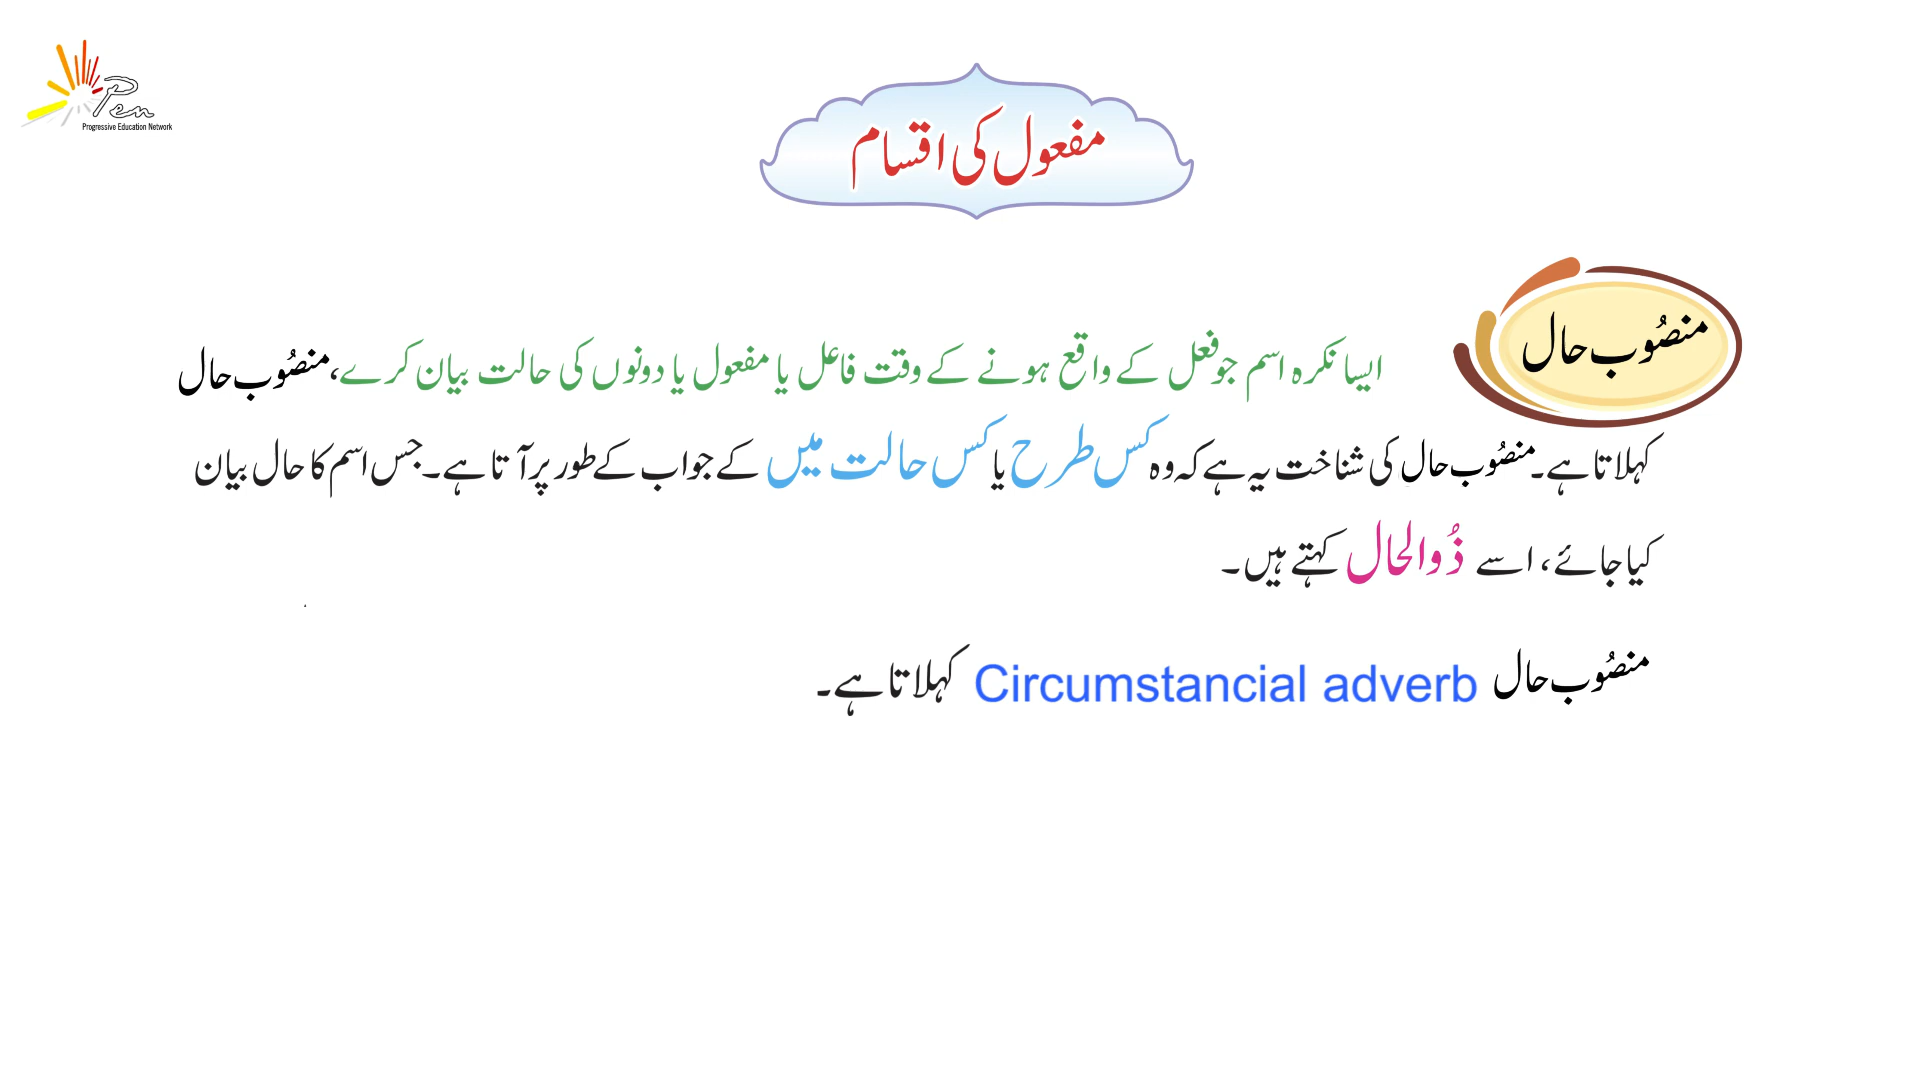 Pen
Progressive Education Network
مفعول کی اقسام
منصُوب حال
ایسا نکرہ اسم جو فعل کے واقع ہونے کے وقت فاعل یا مفعول یا دونوں کی حالت بیان کرے، منصُوب حال
کہلاتا ہے۔ منصُوب حال کی شناخت یہ ہے کہ وہ کس طرح یا کس حالت میں کے جواب کے طور پر آتا ہے۔ جس اسم کا حال بیان
کیا جائے، اسے ذُوالحال کہتے ہیں۔
منصُوب حال Circumstancial adverb کہلاتا ہے۔